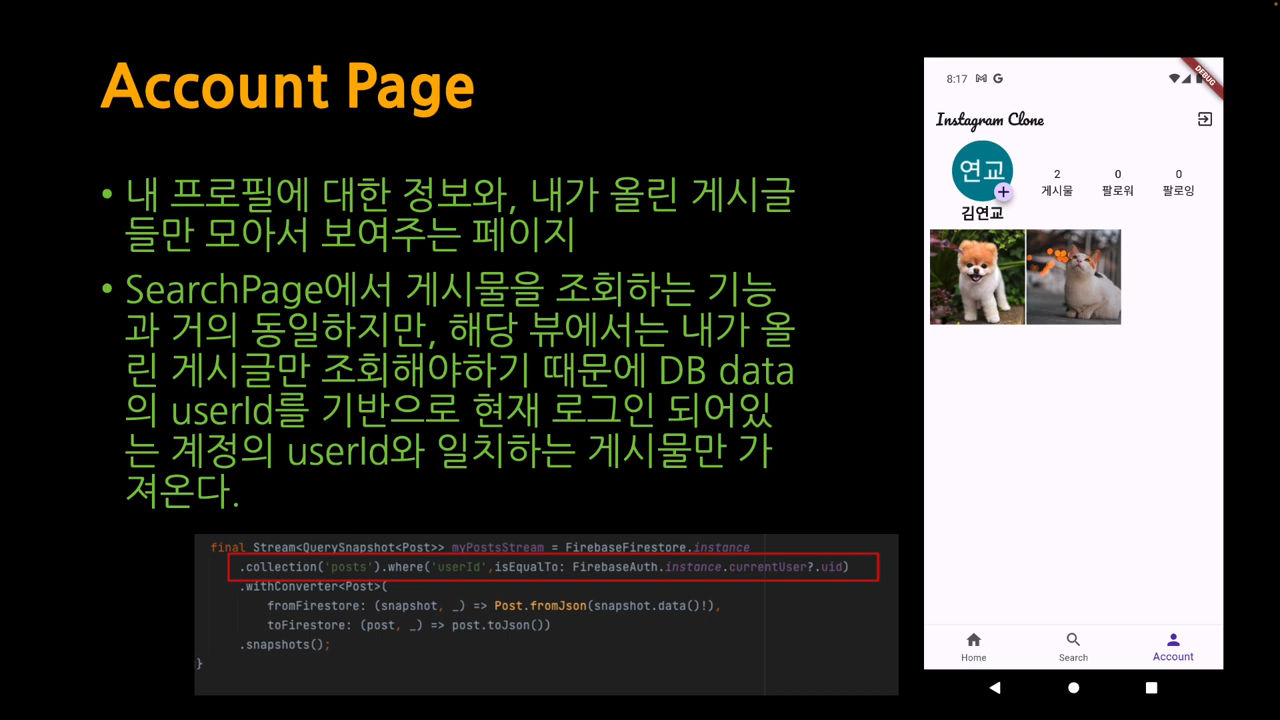 Account Page
• 내 프로필에 대한 정보와, 내가 올린 게시글
들만 모아서 보여주는 페이지
• SearchPage에서 게시물을 조회하는 기능
과 거의 동일하지만, 해당 뷰에서는 내가 올
린 게시글만 조회해야하기 때문에 DB data
의 userId를 기반으로 현재 로그인 되어있
는 계정의 userId와 일치하는 게시물만 가
져온다.
final Stream<QuerySnapshot<Post>> myPostsStream = FirebaseFirestore.instance
.collection('posts').where('userId',isEqualTo: FirebaseAuth.instance.currentUser?.uid)
.withConverter<Post>(
fromFirestore: (snapshot, _) => Post.fromJson(snapshot.data()!),
toFirestore: (post, _) => post.toJson())
.snapshots();
}
8:17 G
DEBUG
Instagram Clone
연교
2 0 0
게시물 팔로워 팔로잉
김연교
Home Search Account